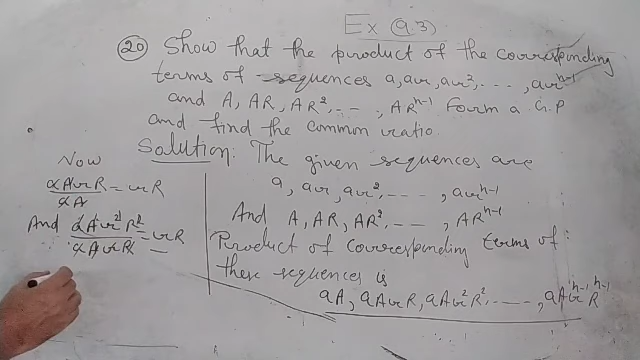 Ex 9.3
20 Show that the product of the corresponding
terms of sequences a, ar, ar², ...., arⁿ⁻¹
and A, AR, AR², ..., ARⁿ⁻¹ Form a G.P
and find the common ratio.
Solution: The given sequences are
a, ar, ar², ...., arⁿ⁻¹
And A, AR, AR², ...., ARⁿ⁻¹
Product of corresponding terms of
these sequences is
aA, aArR, aAr²R², ...., aArⁿ⁻¹Rⁿ⁻¹
Now
aArR/aA = rR
And aAr²R²/aArR = rR